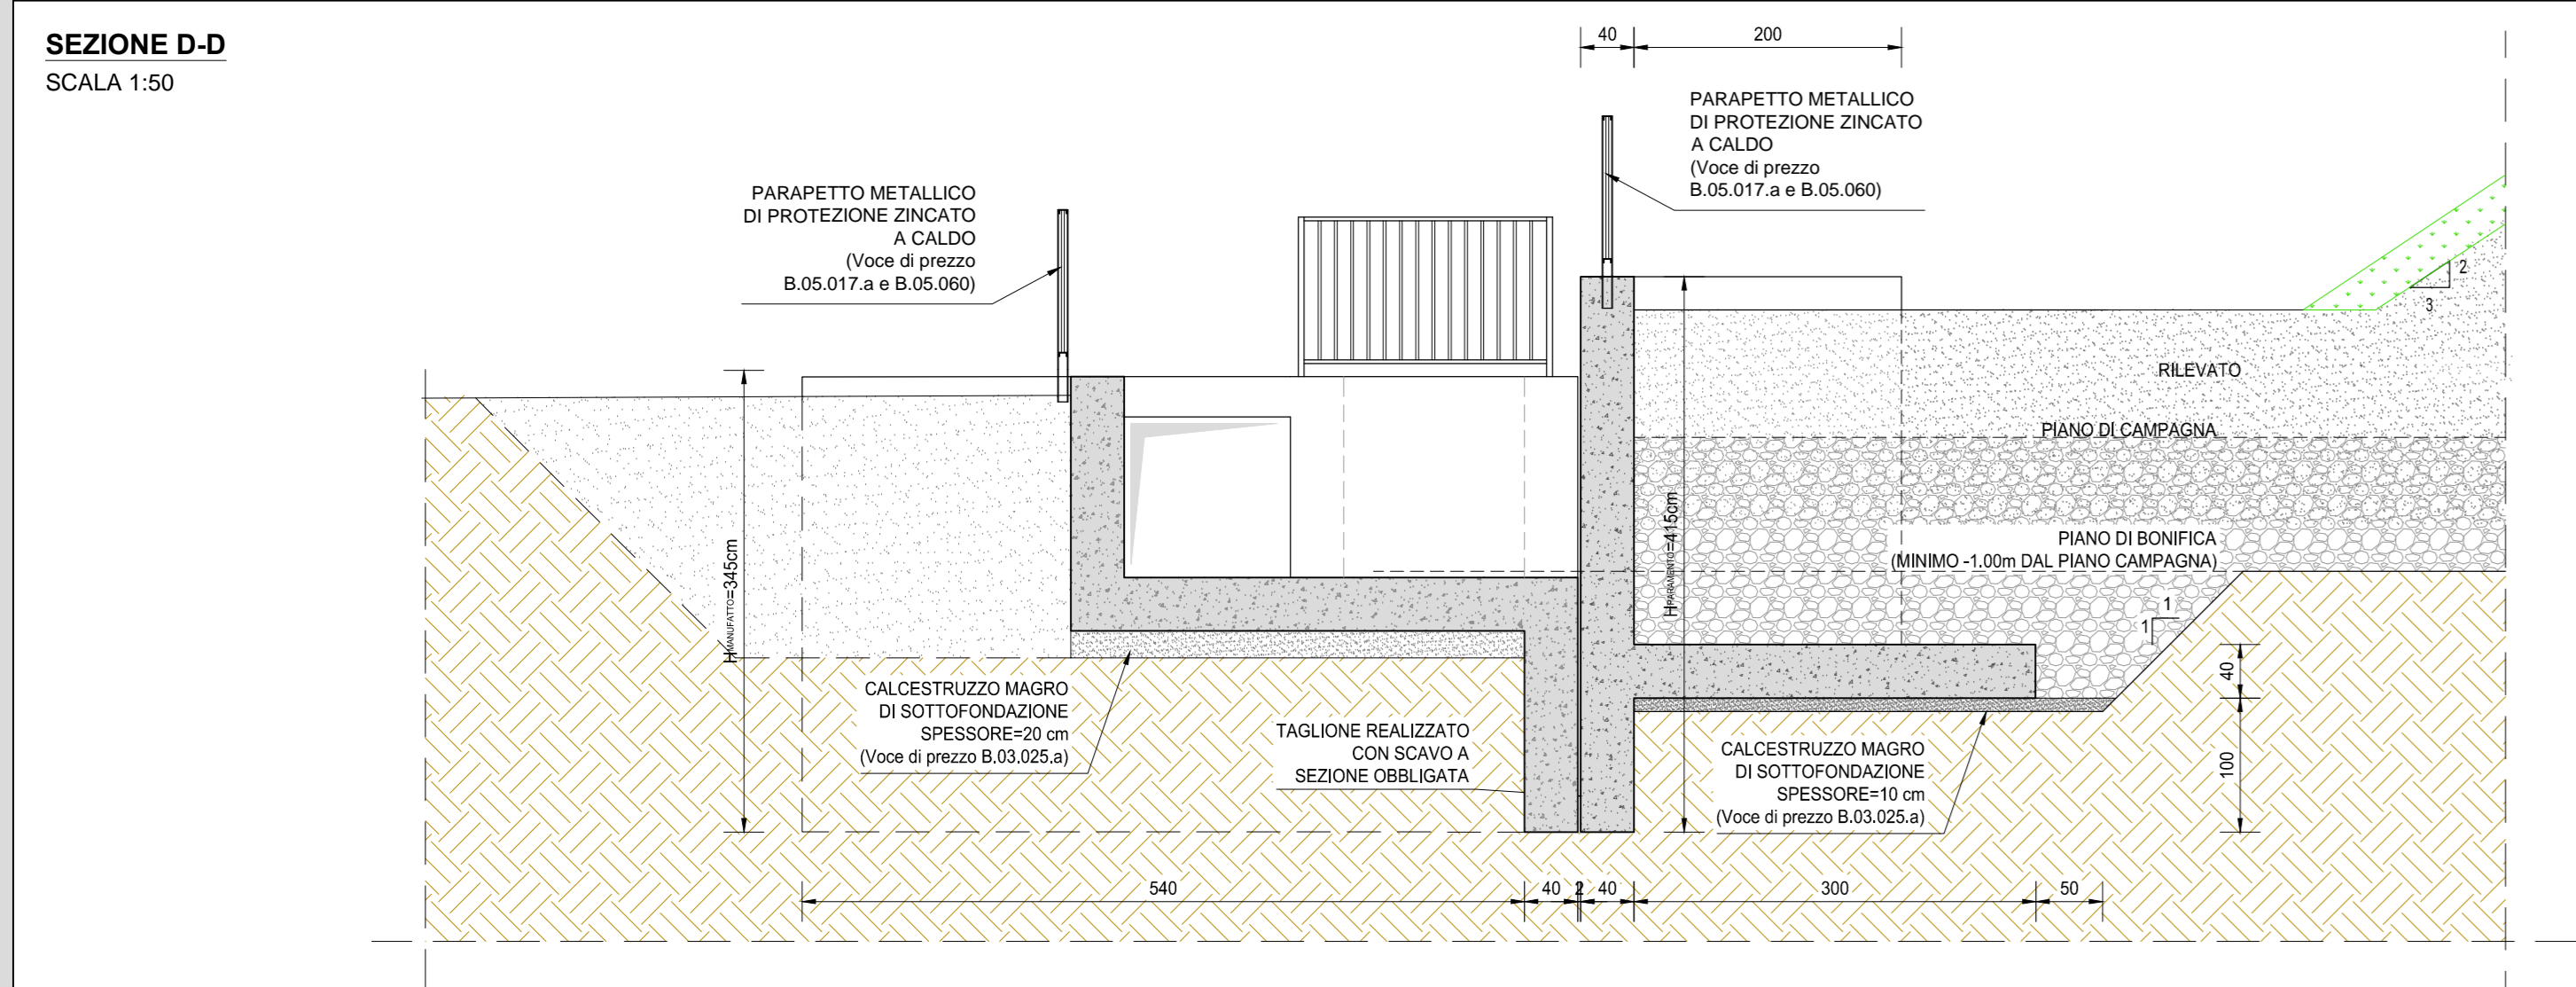 SEZIONE D-D
SCALA 1:50
40
200
PARAPETTO METALLICO
DI PROTEZIONE ZINCATO
A CALDO
(Voce di prezzo
B.05.017.a e B.05.060)
PARAPETTO METALLICO
DI PROTEZIONE ZINCATO
A CALDO
(Voce di prezzo
B.05.017.a e B.05.060)
2
3
RILEVATO
PIANO DI CAMPAGNA
PIANO DI BONIFICA
(MINIMO -1.00m DAL PIANO CAMPAGNA)
HMANUFATTO=345cm
HPARAMENTO=415cm
1
1
40
100
CALCESTRUZZO MAGRO
DI SOTTOFONDAZIONE
SPESSORE=20 cm
(Voce di prezzo B.03.025.a)
TAGLIONE REALIZZATO
CON SCAVO A
SEZIONE OBBLIGATA
CALCESTRUZZO MAGRO
DI SOTTOFONDAZIONE
SPESSORE=10 cm
(Voce di prezzo B.03.025.a)
540
40
2
40
300
50